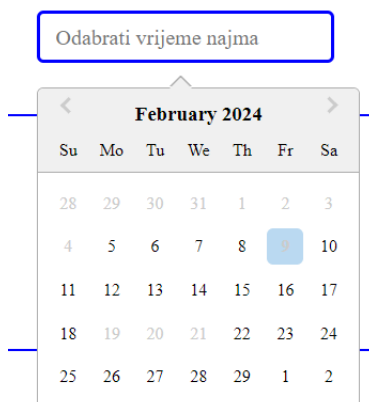 Odabrati vrijeme najma
February 2024
Su Mo Tu We Th Fr Sa
28 29 30 31 1 2 3
4 5 6 7 8 9 10
11 12 13 14 15 16 17
18 19 20 21 22 23 24
25 26 27 28 29 1 2